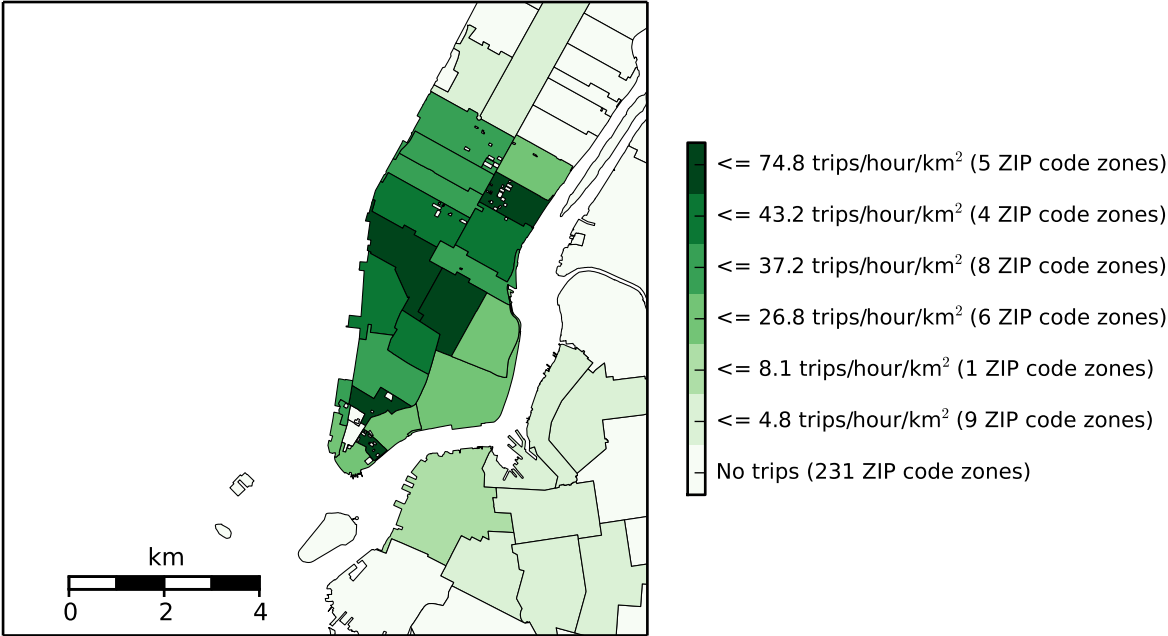 <= 74.8 trips/hour/km² (5 ZIP code zones)
<= 43.2 trips/hour/km² (4 ZIP code zones)
<= 37.2 trips/hour/km² (8 ZIP code zones)
<= 26.8 trips/hour/km² (6 ZIP code zones)
<= 8.1 trips/hour/km² (1 ZIP code zones)
<= 4.8 trips/hour/km² (9 ZIP code zones)
No trips (231 ZIP code zones)
km
0 2 4